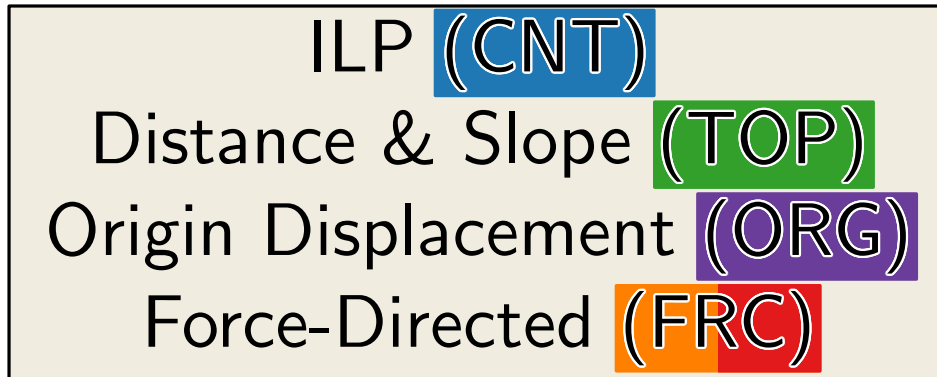 ILP (CNT)
Distance & Slope (TOP)
Origin Displacement (ORG)
Force-Directed (FRC)